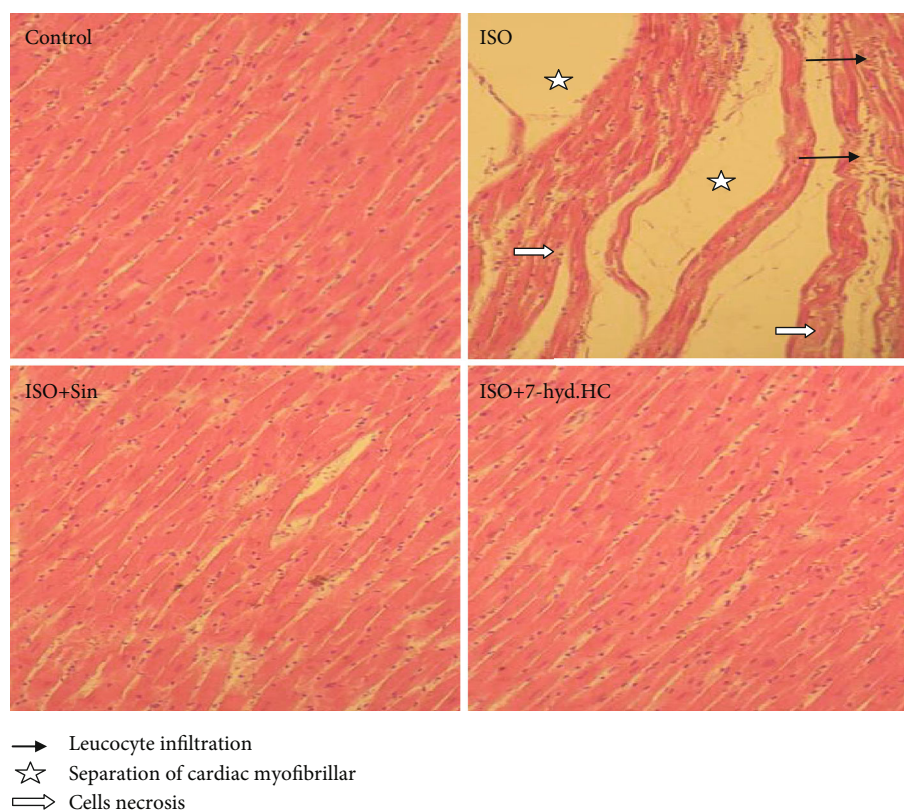 Control
ISO
ISO+Sin
ISO+7-hyd.HC
Leucocyte infiltration
Separation of cardiac myofibrillar
Cells necrosis